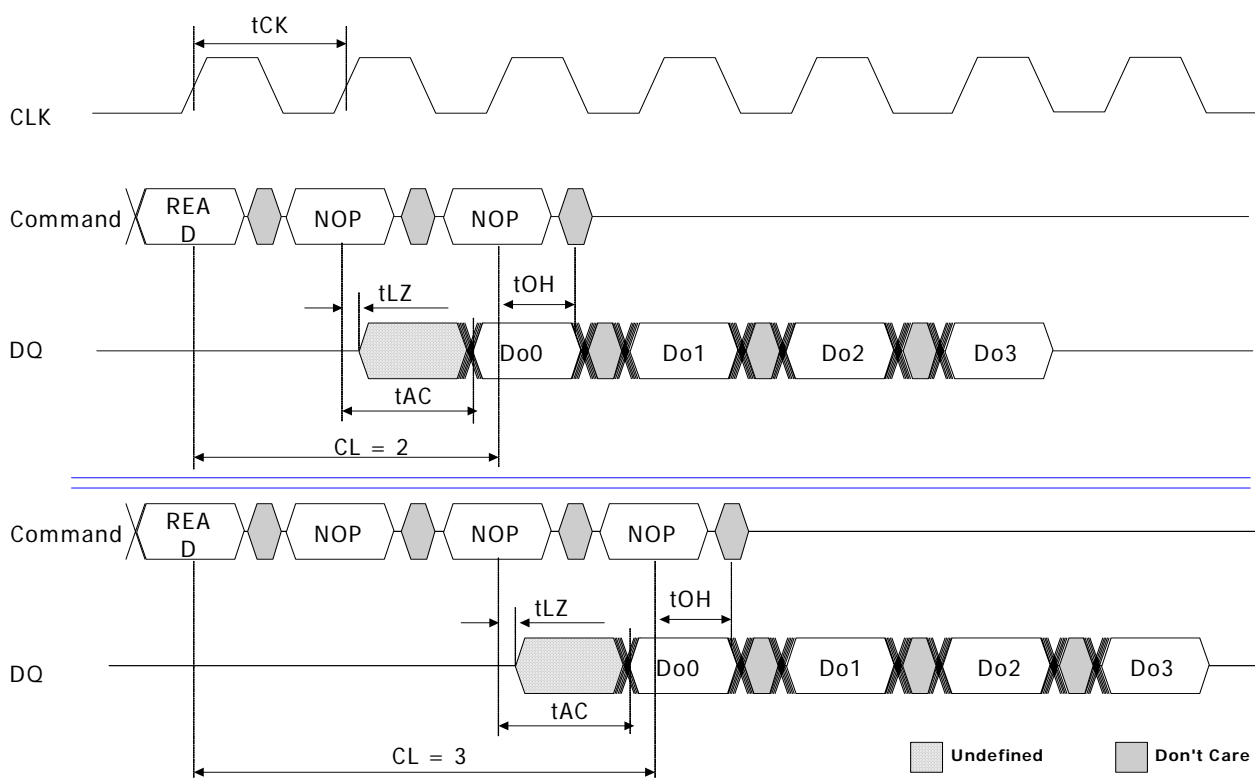 tCK
CLK
Command
REA
D
NOP
NOP
tLZ
tOH
DQ
Do0
Do1
Do2
Do3
tAC
CL = 2
Command
REA
D
NOP
NOP
NOP
tLZ
tOH
DQ
Do0
Do1
Do2
Do3
tAC
CL = 3
Undefined
Don't Care